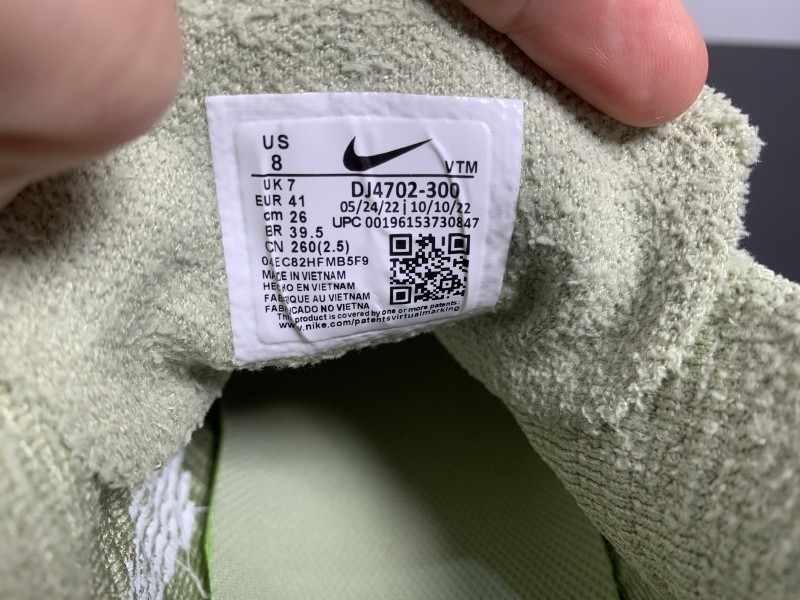 US
8
VTM
UK 7
EUR 41
cm 26
BR 39.5
CN 260(2.5)
DJ4702-300
05/24/22 | 10/10/22
UPC 00196153730847
04EC82HFMB5F9
MADE IN VIETNAM
HECHO EN VIETNAM
FABRIQUE AU VIETNAM
FABRICADO NO VIETNA
This product is covered by one or more patents:
www.nike.com/patentsvirtualmarking